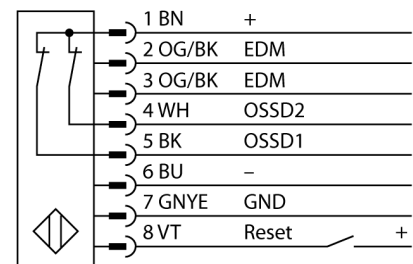 1 BN +
2 OG/BK EDM
3 OG/BK EDM
4 WH OSSD2
5 BK OSSD1
6 BU –
7 GNYE GND
8 VT Reset +